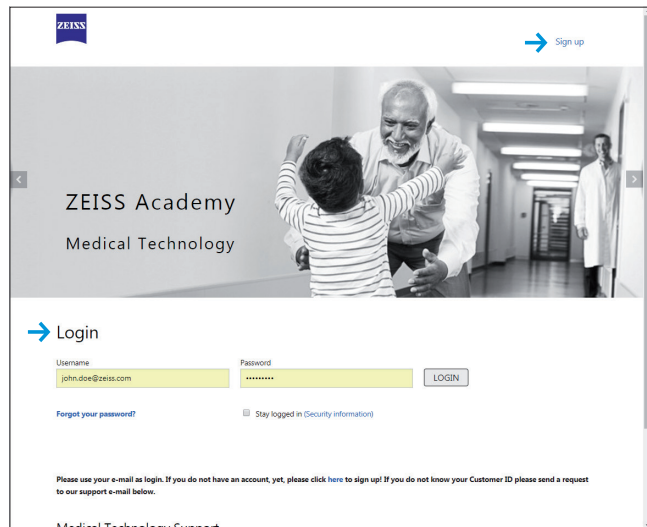 ZEISS
Sign up
ZEISS Academy
Medical Technology
Login
Username
Password
john.doe@zeiss.com
•••••••••
LOGIN
Forgot your password?
Stay logged in (Security information)
Please use your e-mail as login. If you do not have an account, yet, please click here to sign up! If you do not know your Customer ID please send a request
to our support e-mail below.
Medical Technology Support